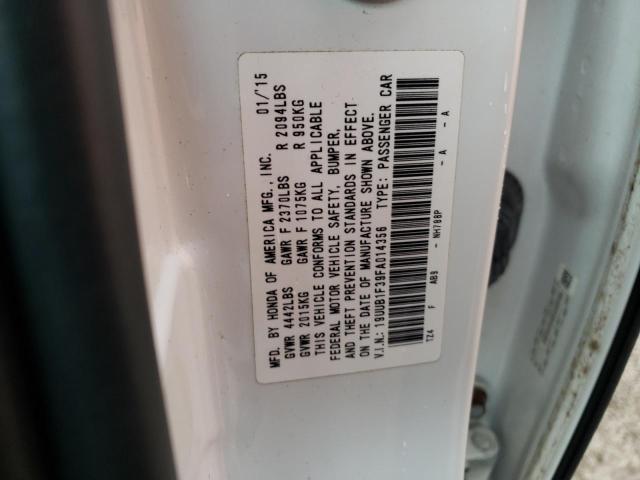 MFD. BY HONDA OF AMERICA MFG., INC. 01/'15
GVWR 4442LBS GAWR F 2370LBS R 2094LBS
GVWR 2015KG GAWR F 1075KG R 950KG
THIS VEHICLE CONFORMS TO ALL APPLICABLE
FEDERAL MOTOR VEHICLE SAFETY, BUMPER,
AND THEFT PREVENTION STANDARDS IN EFFECT
ON THE DATE OF MANUFACTURE SHOWN ABOVE.
V.I.N.: 19UUB1F39FA014356 TYPE: PASSENGER CAR
TZ4 F AB9 - NH788P - A - A